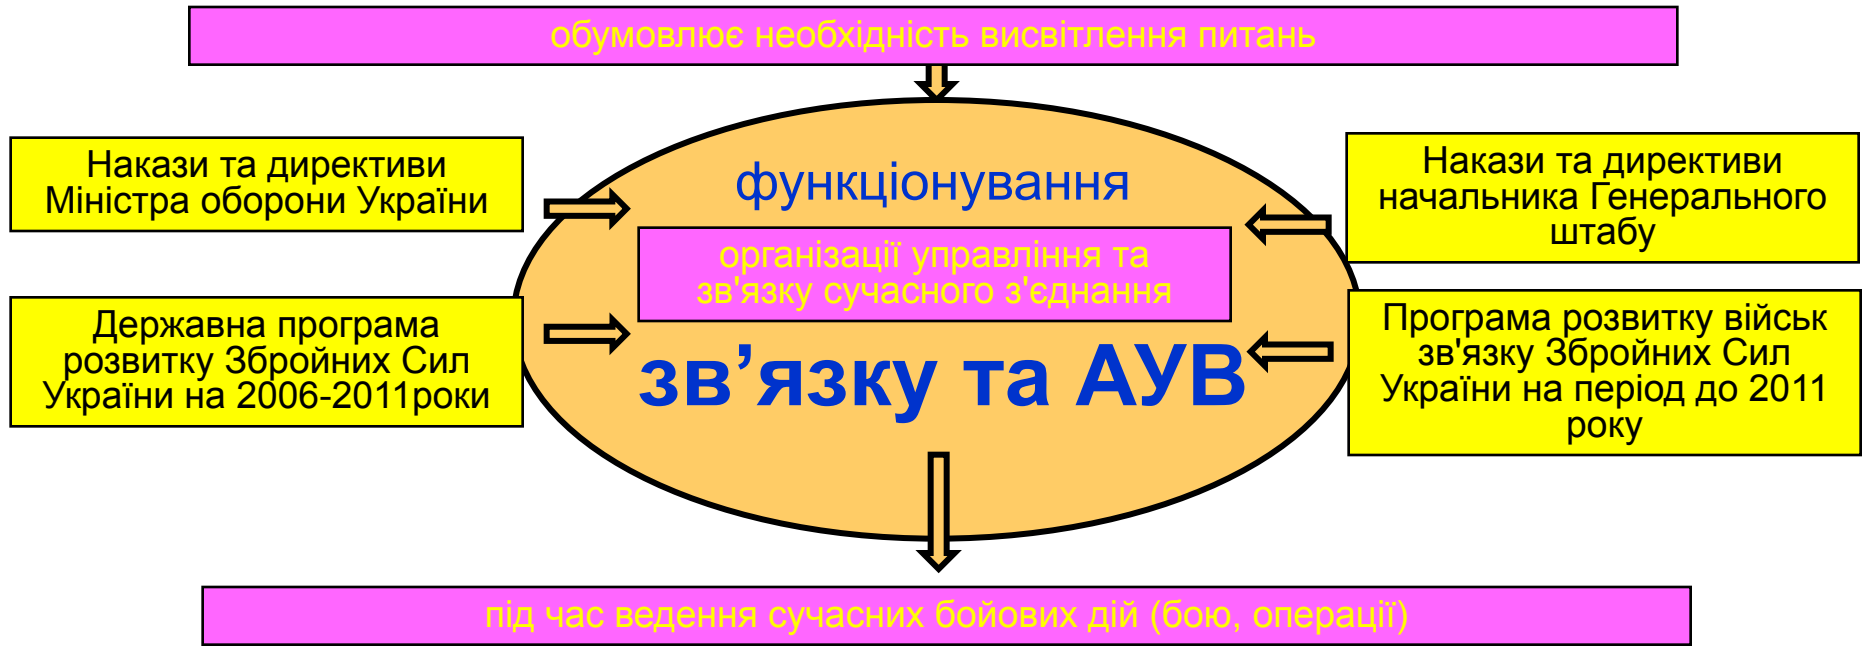 обумовлює необхідність висвітлення питань
Накази та директиви
Міністра оборони України
Державна програма
розвитку Збройних Сил
України на 2006-2011роки
функціонування
організації управління та
зв'язку сучасного з'єднання
зв’язку та АУВ
Накази та директиви
начальника Генерального
штабу
Програма розвитку військ
зв'язку Збройних Сил
України на період до 2011
року
під час ведення сучасних бойових дій (бою, операції)